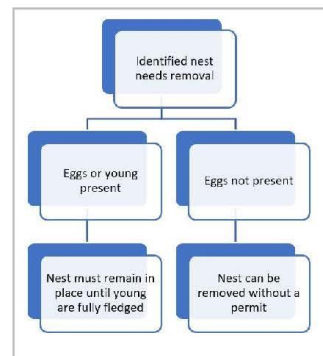 Identified nest
needs removal
Eggs or young
present
Eggs not present
Nest must remain in
place until young
are fully fledged
Nest can be
removed without a
permit